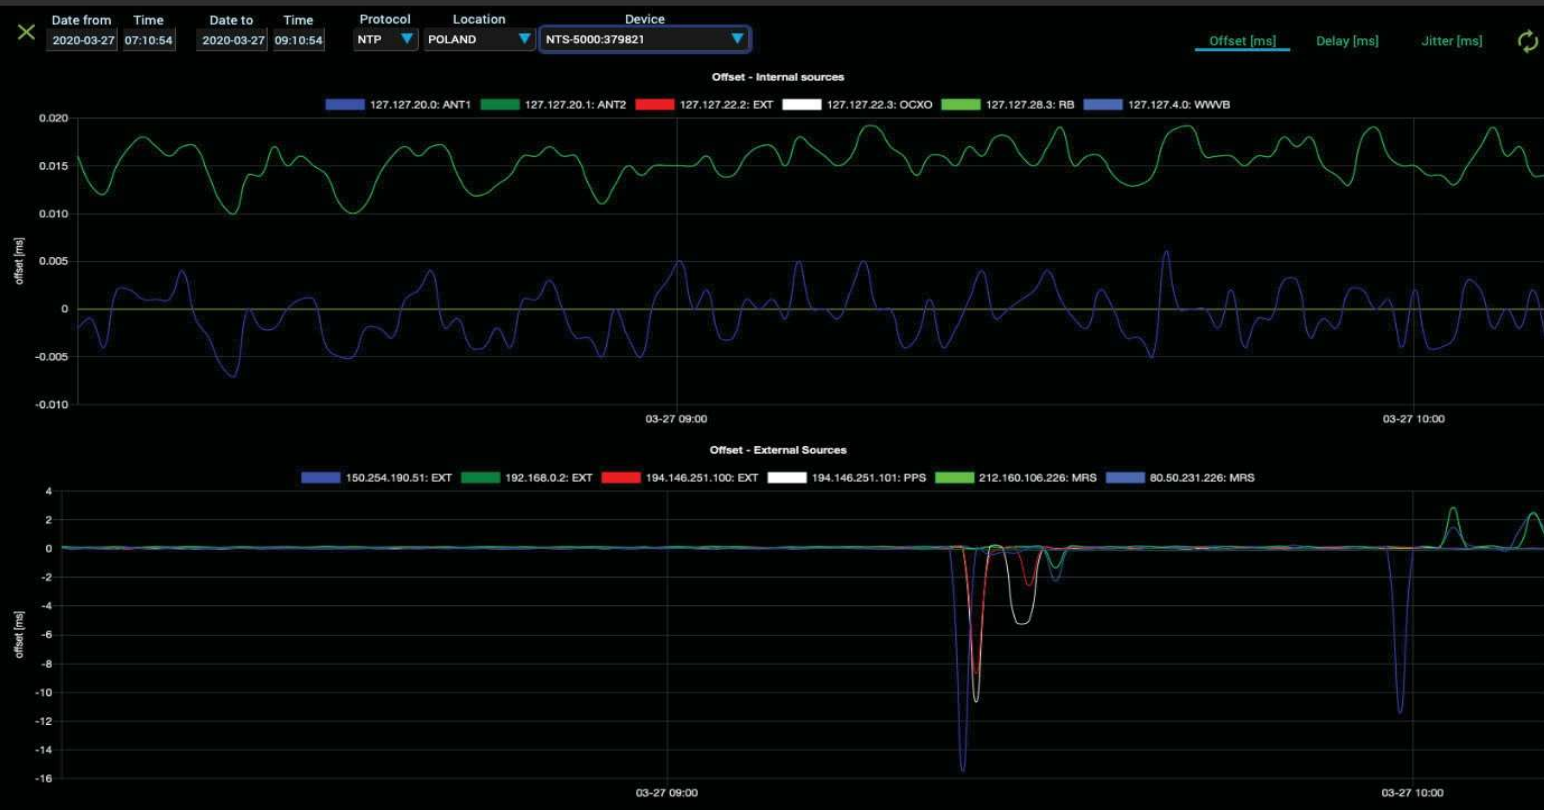 Date from Time Date to Time Protocol Location Device
2020-03-27 07:10:54 2020-03-27 09:10:54 NTP POLAND NTS-5000:379821
Offset [ms] Delay [ms] Jitter [ms]
Offset - Internal sources
127.127.20.0: ANT1 127.127.20.1: ANT2 127.127.22.2: EXT 127.127.22.3: OCXO 127.127.28.3: RB 127.127.4.0: WWVB
0.020
0.015
0.010
0.005
0
-0.005
-0.010
offset [ms]
03-27 09:00 03-27 10:00
Offset - External Sources
150.254.190.51: EXT 192.168.0.2: EXT 194.146.251.100: EXT 194.146.251.101: PPS 212.160.106.226: MRS 80.50.231.226: MRS
4
2
0
-2
-4
-6
-8
-10
-12
-14
-16
offset [ms]
03-27 09:00 03-27 10:00